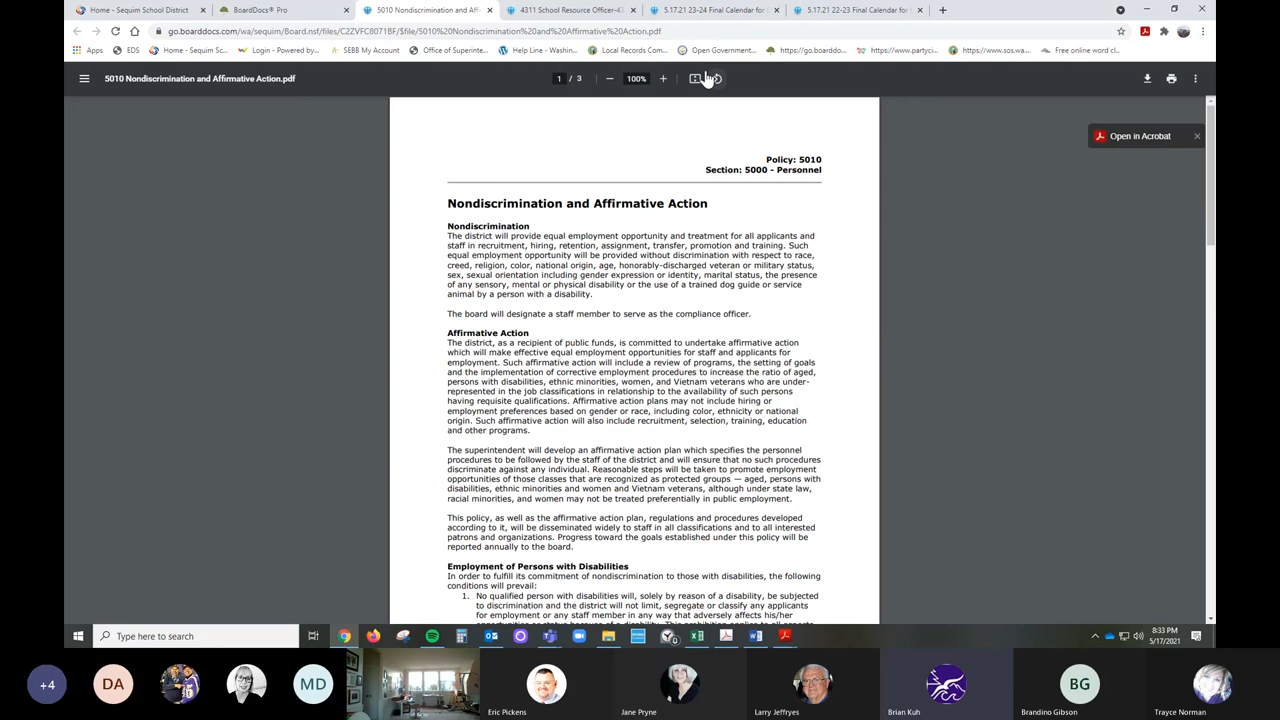 Home - Sequim School District
BoardDocs® Pro
5010 Nondiscrimination and Aff
4311 School Resource Officer-43
5.17.21 23-24 Final Calendar for
5.17.21 22-23 Final Calendar for S
go.boarddocs.com/wa/sequim/Board.nsf/files/C2ZVFC8071BF/$file/5010%20Nondiscrimination%20and%20Affirmative%20Action.pdf
Apps
EDS
Home - Sequim Sc...
Login - Powered by...
SEBB My Account
Office of Superinte...
Help Line - Washin...
Local Records Com...
Open Government...
https://go.boarddo...
https://www.partyci...
https://www.sos.wa...
Free online word cl...
5010 Nondiscrimination and Affirmative Action.pdf
1 / 3
100%
Open in Acrobat
Policy: 5010
Section: 5000 - Personnel
Nondiscrimination and Affirmative Action
Nondiscrimination
The district will provide equal employment opportunity and treatment for all applicants and
staff in recruitment, hiring, retention, assignment, transfer, promotion and training. Such
equal employment opportunity will be provided without discrimination with respect to race,
creed, religion, color, national origin, age, honorably-discharged veteran or military status,
sex, sexual orientation including gender expression or identity, marital status, the presence
of any sensory, mental or physical disability or the use of a trained dog guide or service
animal by a person with a disability.
The board will designate a staff member to serve as the compliance officer.
Affirmative Action
The district, as a recipient of public funds, is committed to undertake affirmative action
which will make effective equal employment opportunities for staff and applicants for
employment. Such affirmative action will include a review of programs, the setting of goals
and the implementation of corrective employment procedures to increase the ratio of aged,
persons with disabilities, ethnic minorities, women, and Vietnam veterans who are under-
represented in the job classifications in relationship to the availability of such persons
having requisite qualifications. Affirmative action plans may not include hiring or
employment preferences based on gender or race, including color, ethnicity or national
origin. Such affirmative action will also include recruitment, selection, training, education
and other programs.
The superintendent will develop an affirmative action plan which specifies the personnel
procedures to be followed by the staff of the district and will ensure that no such procedures
discriminate against any individual. Reasonable steps will be taken to promote employment
opportunities of those classes that are recognized as protected groups — aged, persons with
disabilities, ethnic minorities and women and Vietnam veterans, although under state law,
racial minorities, and women may not be treated preferentially in public employment.
This policy, as well as the affirmative action plan, regulations and procedures developed
according to it, will be disseminated widely to staff in all classifications and to all interested
patrons and organizations. Progress toward the goals established under this policy will be
reported annually to the board.
Employment of Persons with Disabilities
In order to fulfill its commitment of nondiscrimination to those with disabilities, the following
conditions will prevail:
1. No qualified person with disabilities will, solely by reason of a disability, be subjected
to discrimination and the district will not limit, segregate or classify any applicants
for employment or any staff member in any way that adversely affects his/her
Type here to search
8:33 PM
5/17/2021
+4
DA
MD
Eric Pickens
Jane Pryne
Larry Jeffryes
Brian Kuh
BG
Brandino Gibson
Trayce Norman